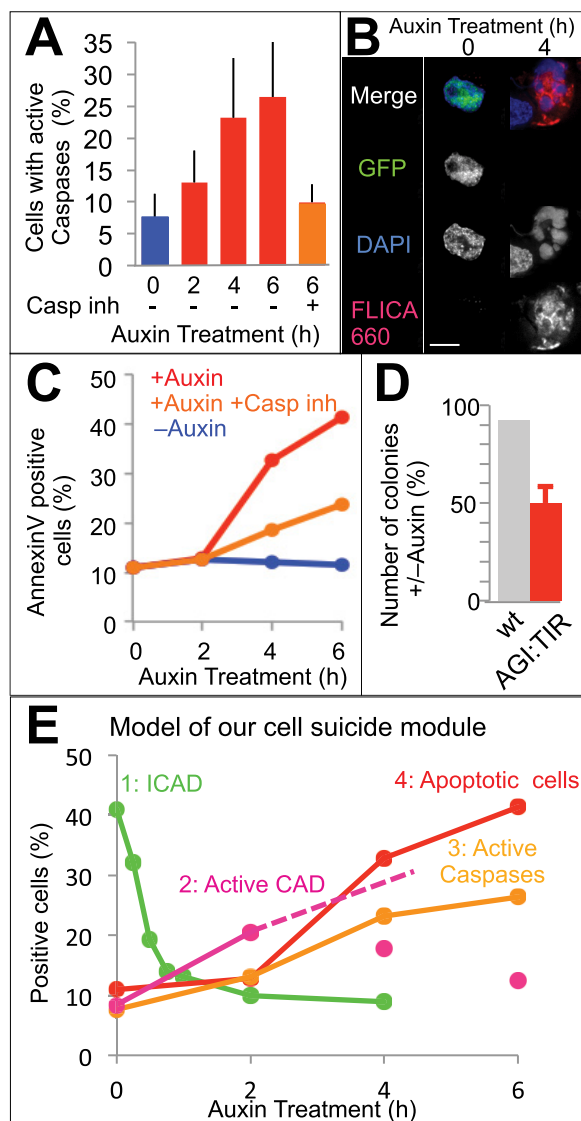 A
35
30
25
20
15
10
5
0
Cells with active
Caspases (%)
0 2 4 6 6
Casp inh - - - - +
Auxin Treatment (h)
B
Auxin Treatment (h)
0 4
Merge
GFP
DAPI
FLICA
660
C
50
40
30
20
10
0
AnnexinV positive
cells (%)
+Auxin
+Auxin +Casp inh
–Auxin
0 2 4 6
Auxin Treatment (h)
D
100
50
0
Number of colonies
+/–Auxin (%)
wt
AGI:TIR
E Model of our cell suicide module
50
40
30
20
10
0
Positive cells (%)
1: ICAD
4: Apoptotic cells
3: Active
Caspases
2: Active CAD
0 2 4 6
Auxin Treatment (h)